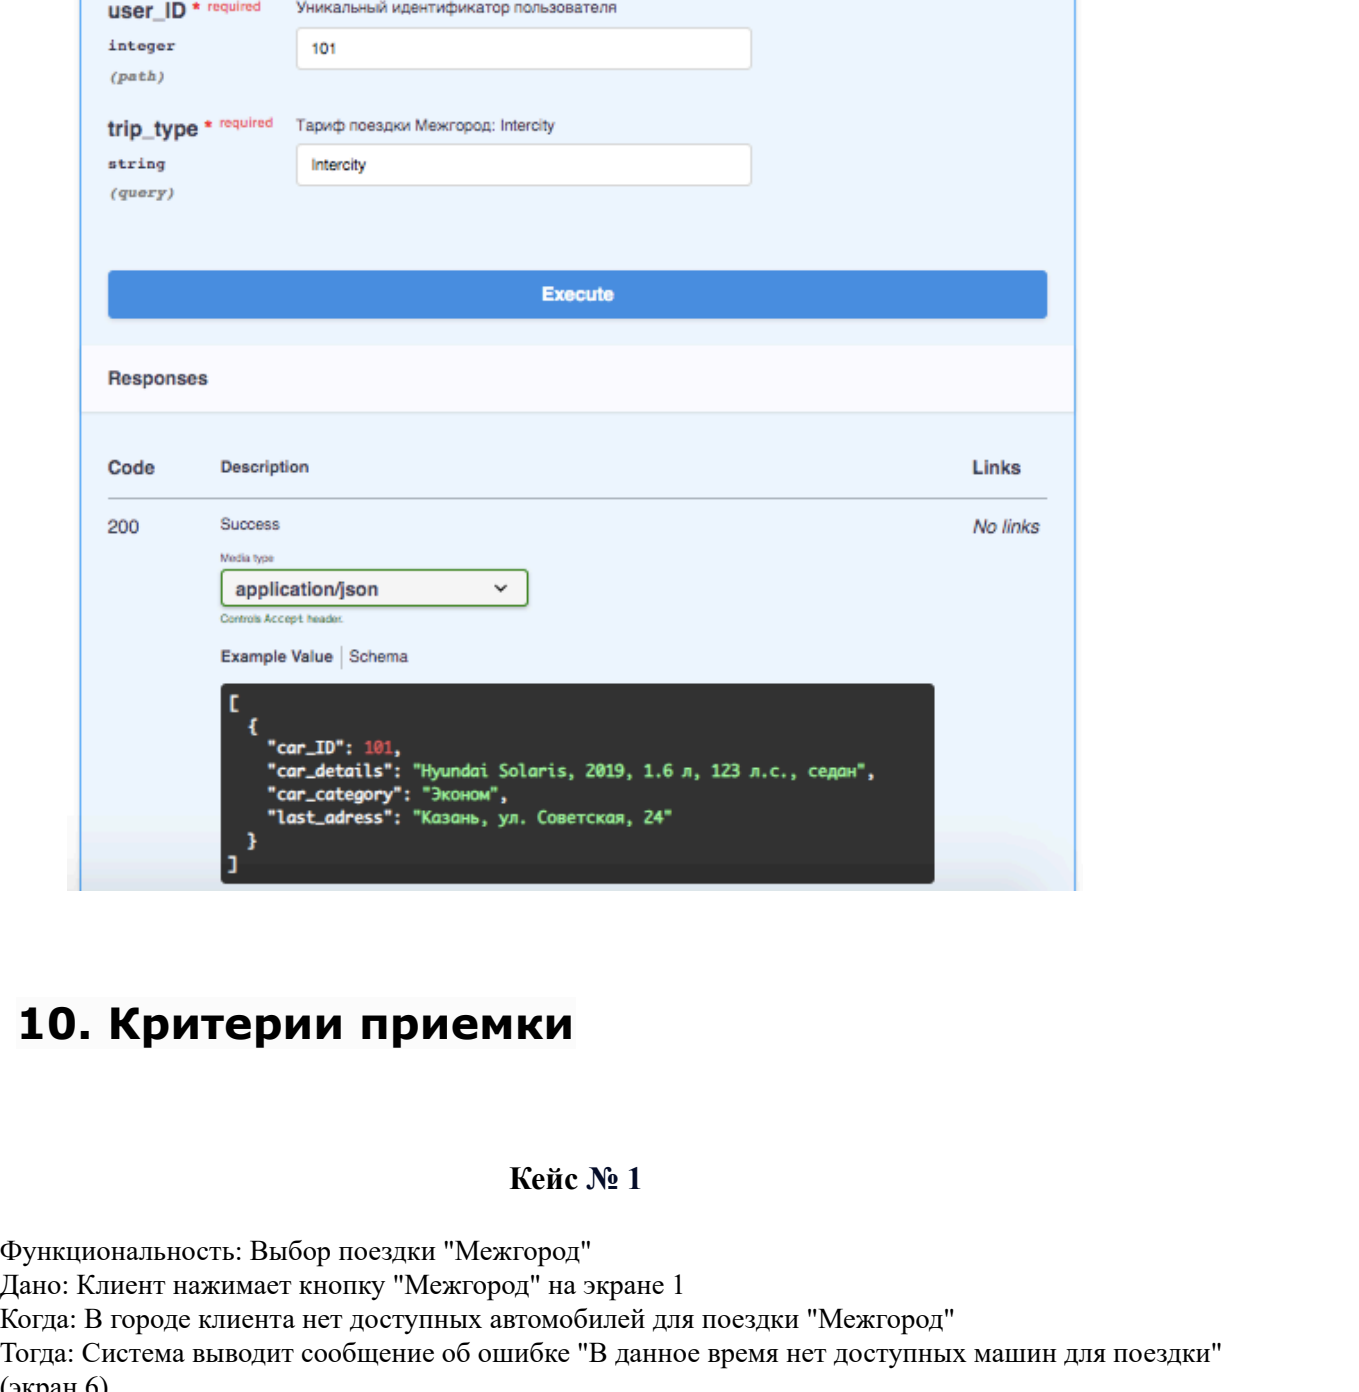 user_ID * required Уникальный идентификатор пользователя
integer 101
(path)
trip_type * required Тариф поездки Межгород: Intercity
string Intercity
(query)
Execute
Responses
Code Description Links
200 Success No links
Media type
application/json
Controls Accept header.
Example Value Schema
[
{
"car_ID": 101,
"car_details": "Hyundai Solaris, 2019, 1.6 л, 123 л.с., седан",
"car_category": "Эконом",
"last_adress": "Казань, ул. Советская, 24"
}
]
10. Критерии приемки
Кейс № 1
Функциональность: Выбор поездки "Межгород"
Дано: Клиент нажимает кнопку "Межгород" на экране 1
Когда: В городе клиента нет доступных автомобилей для поездки "Межгород"
Тогда: Система выводит сообщение об ошибке "В данное время нет доступных машин для поездки"
(экран 6)